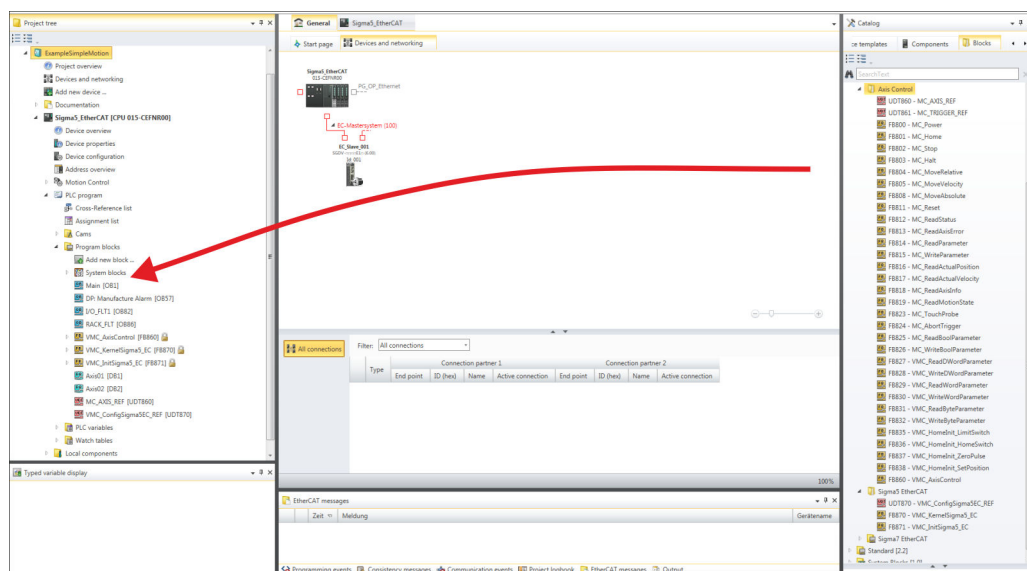 Project tree
ExampleSimpleMotion
Project overview
Devices and networking
Add new device ...
Documentation
Sigma5_EtherCAT [CPU 015-CEFNR00]
Device overview
Device properties
Device configuration
Address overview
Motion Control
PLC program
Cross-Reference list
Assignment list
Cams
Program blocks
Add new block ...
System blocks
Main [OB1]
DP: Manufacture Alarm [OB57]
I/O_FLT1 [OB82]
RACK_FLT [OB86]
VMC_AxisControl [FB860]
VMC_KernelSigma5_EC [FB870]
VMC_InitSigma5_EC [FB871]
Axis01 [DB1]
Axis02 [DB2]
MC_AXIS_REF [UDT860]
VMC_ConfigSigma5EC_REF [UDT870]
PLC variables
Watch tables
Local components
Typed variable display
General
Sigma5_EtherCAT
Start page
Devices and networking
Sigma5_EtherCAT
015-CEFNR00
PG_OP_Ethernet
EC-Mastersystem (100)
EC_Slave_001
All connections
Filter:
All connections
Type
Connection partner 1
Connection partner 2
End point
ID (hex)
Name
Active connection
End point
ID (hex)
Name
Active connection
100%
EtherCAT messages
Zeit
Meldung
Gerätename
Programming events
Consistency messages
Communication events
Project logbook
EtherCAT messages
Output
Catalog
ce templates
Components
Blocks
SearchText
Axis Control
UDT860 - MC_AXIS_REF
UDT861 - MC_TRIGGER_REF
FB800 - MC_Power
FB801 - MC_Home
FB802 - MC_Stop
FB803 - MC_Halt
FB804 - MC_MoveRelative
FB805 - MC_MoveVelocity
FB808 - MC_MoveAbsolute
FB811 - MC_Reset
FB812 - MC_ReadStatus
FB813 - MC_ReadAxisError
FB814 - MC_ReadParameter
FB815 - MC_WriteParameter
FB816 - MC_ReadActualPosition
FB817 - MC_ReadActualVelocity
FB818 - MC_ReadAxisInfo
FB819 - MC_ReadMotionState
FB823 - MC_TouchProbe
FB824 - MC_AbortTrigger
FB825 - MC_ReadBoolParameter
FB826 - MC_WriteBoolParameter
FB827 - VMC_ReadDWordParameter
FB828 - VMC_WriteDWordParameter
FB829 - VMC_ReadWordParameter
FB830 - VMC_WriteWordParameter
FB831 - VMC_ReadByteParameter
FB832 - VMC_WriteByteParameter
FB835 - VMC_HomeInit_LimitSwitch
FB836 - VMC_HomeInit_HomeSwitch
FB837 - VMC_HomeInit_ZeroPulse
FB838 - VMC_HomeInit_SetPosition
FB860 - VMC_AxisControl
Sigma5 EtherCAT
UDT870 - VMC_ConfigSigma5EC_REF
FB870 - VMC_KernelSigma5_EC
FB871 - VMC_InitSigma5_EC
Sigma7 EtherCAT
Standard [2.2]